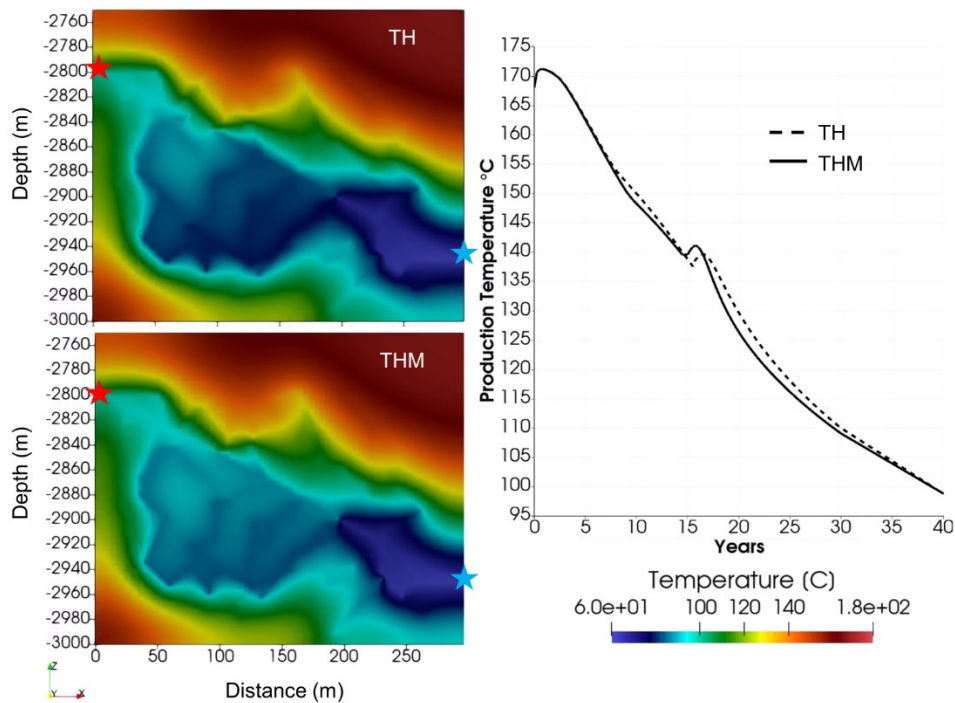 TH
Depth (m)
-2760
-2780
-2800
-2820
-2840
-2860
-2880
-2900
-2920
-2940
-2960
-2980
-3000
THM
Depth (m)
-2760
-2780
-2800
-2820
-2840
-2860
-2880
-2900
-2920
-2940
-2960
-2980
-3000
0 50 100 150 200 250
Distance (m)
Z
Y X
Production Temperature °C
175
170
165
160
155
150
145
140
135
130
125
120
115
110
105
100
95
TH
THM
0 5 10 15 20 25 30 35 40
Years
Temperature (C)
6.0e+01 100 120 140 1.8e+02